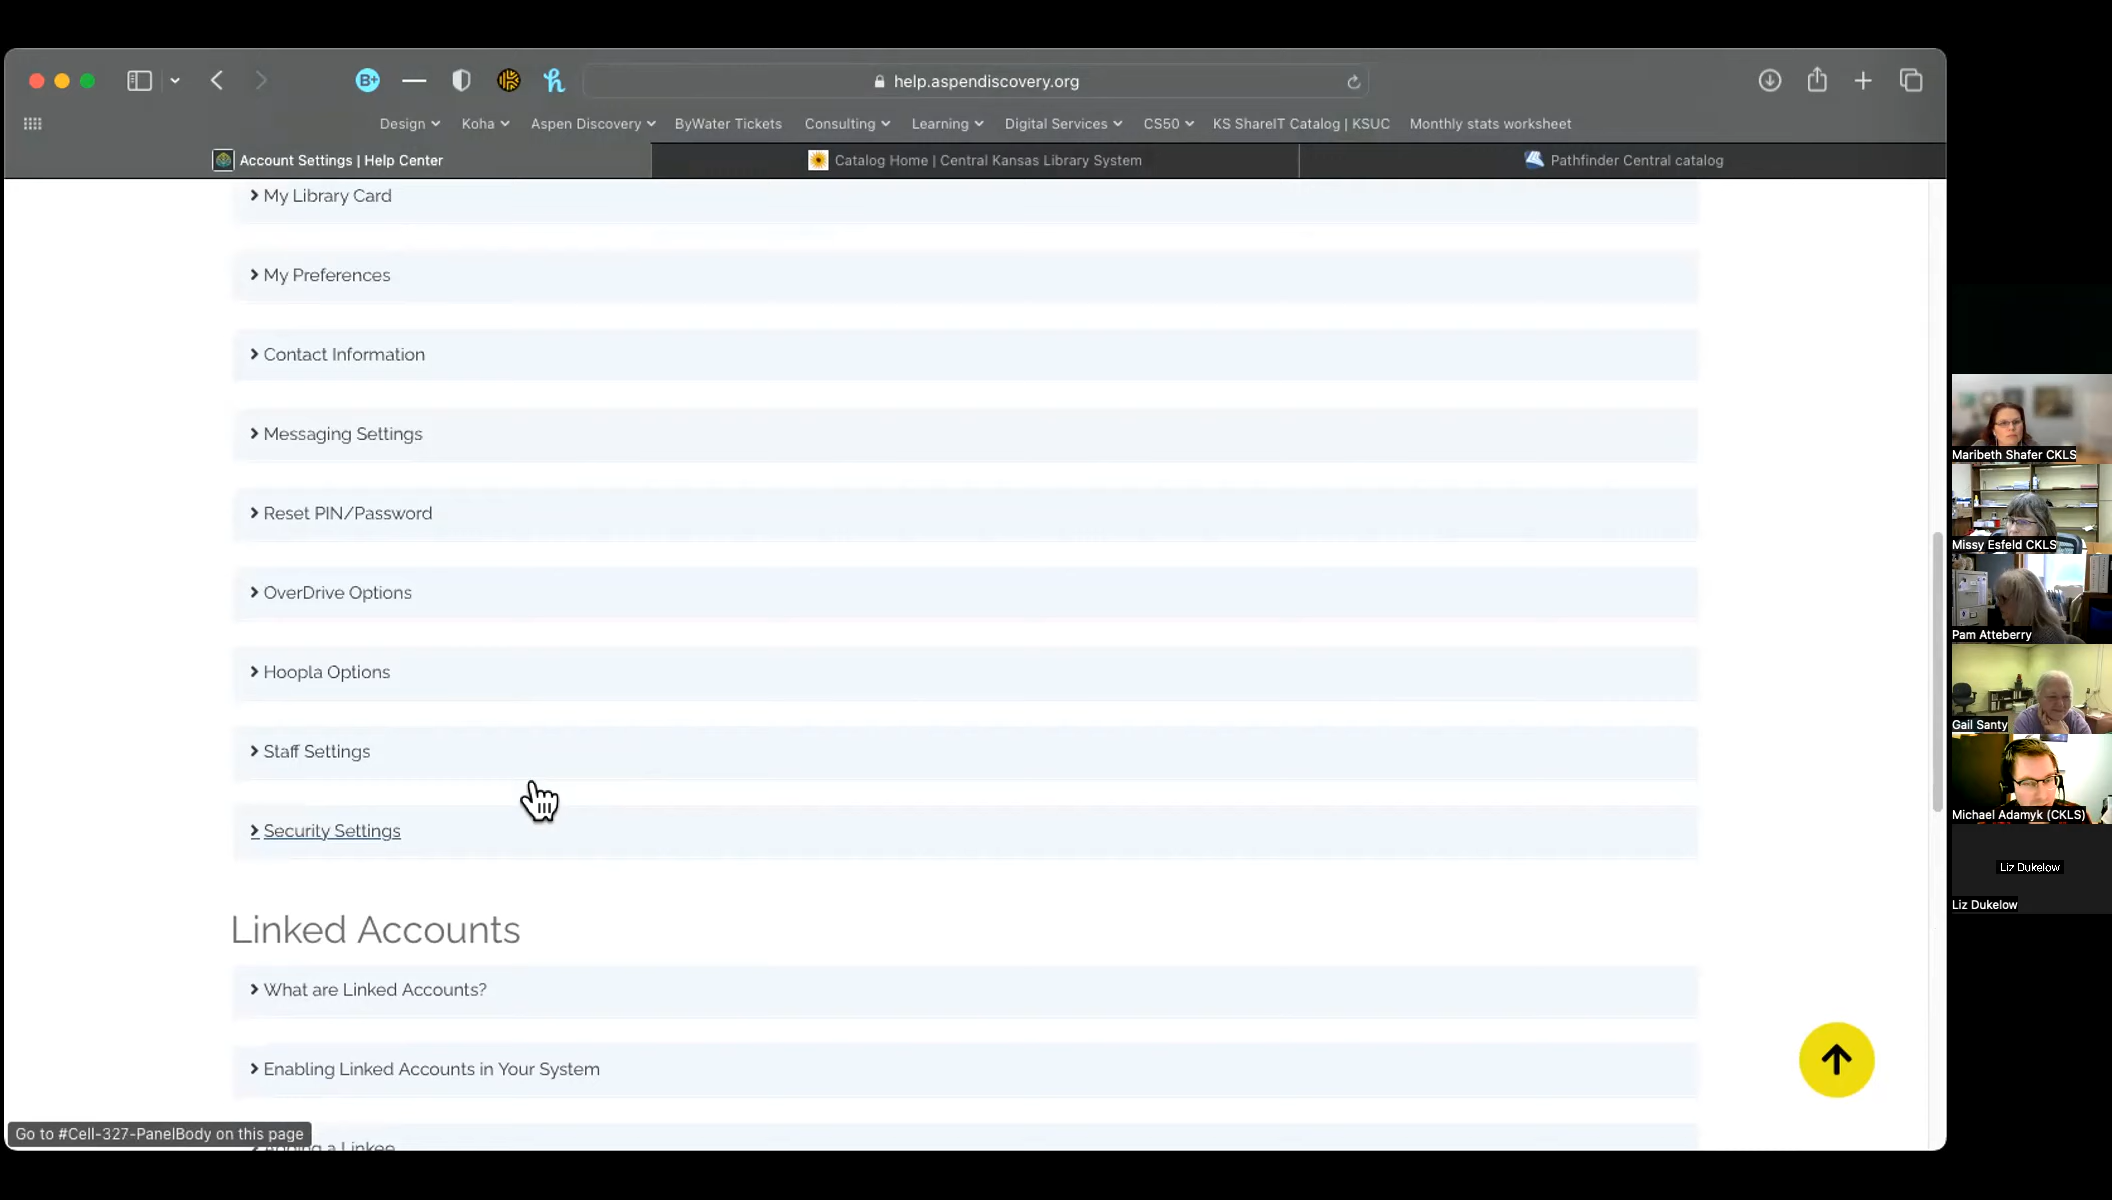 help.aspendiscovery.org
Design Koha Aspen Discovery ByWater Tickets Consulting Learning Digital Services CS50 KS ShareIT Catalog | KSUC Monthly stats worksheet
Account Settings | Help Center
Catalog Home | Central Kansas Library System
Pathfinder Central catalog
My Library Card
My Preferences
Contact Information
Messaging Settings
Reset PIN/Password
OverDrive Options
Hoopla Options
Staff Settings
Security Settings
Linked Accounts
What are Linked Accounts?
Enabling Linked Accounts in Your System
Adding a Linkee
Go to #Cell-327-PanelBody on this page
Maribeth Shafer CKLS
Missy Esfeld CKLS
Pam Atteberry
Gail Santy
Michael Adamyk (CKLS)
Liz Dukelow
Liz Dukelow
B+
h